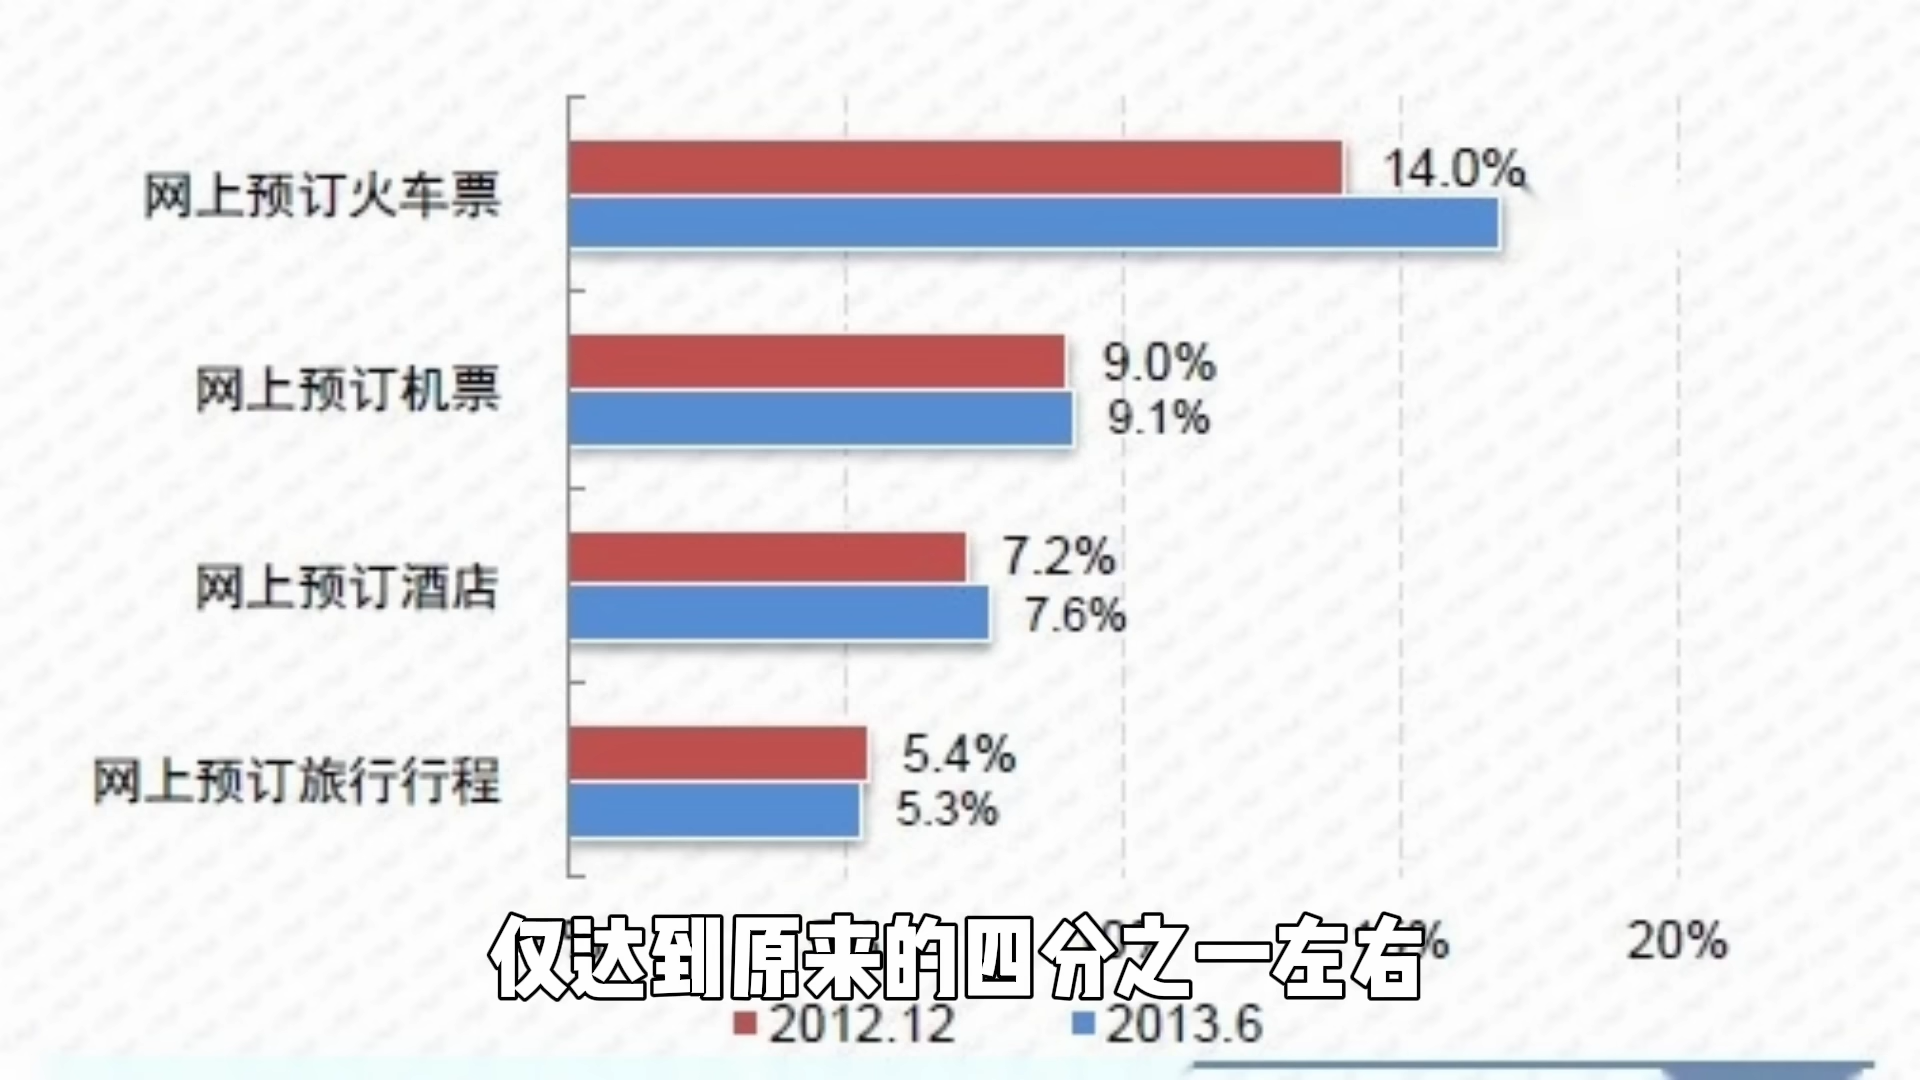 网上预订火车票
14.0%
网上预订机票
9.0%
9.1%
网上预订酒店
7.2%
7.6%
网上预订旅行行程
5.4%
5.3%
20%
仅达到原来的四分之一左右
2012.12
2013.6